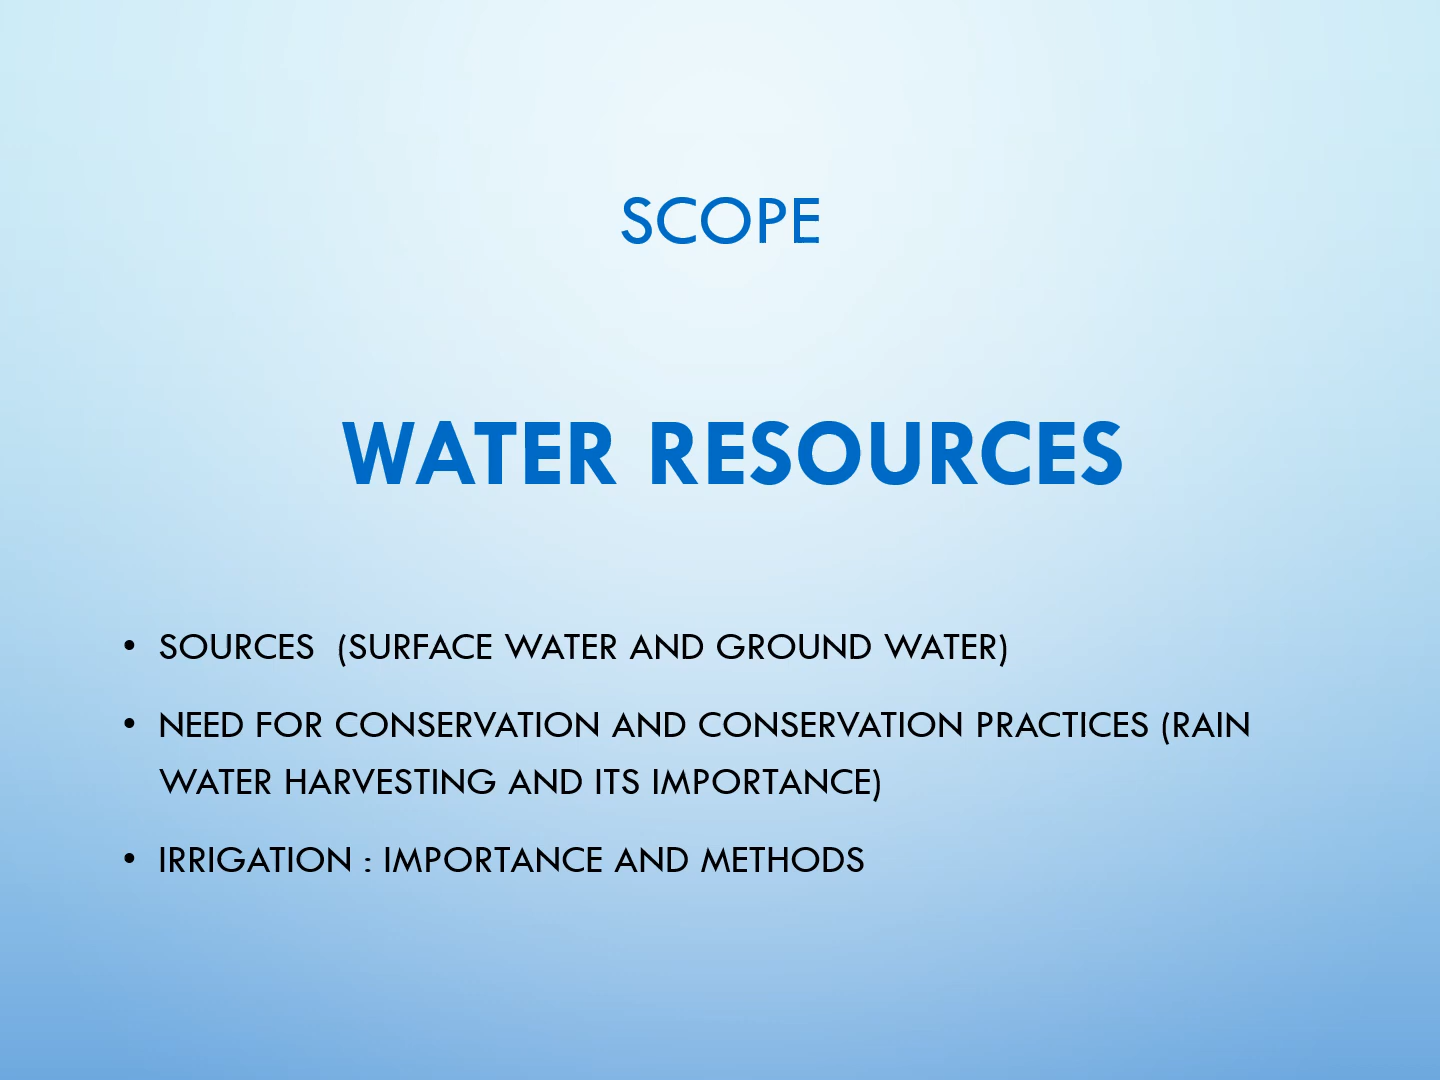 SCOPE
WATER RESOURCES
• SOURCES  (SURFACE WATER AND GROUND WATER)
• NEED FOR CONSERVATION AND CONSERVATION PRACTICES (RAIN
WATER HARVESTING AND ITS IMPORTANCE)
• IRRIGATION : IMPORTANCE AND METHODS